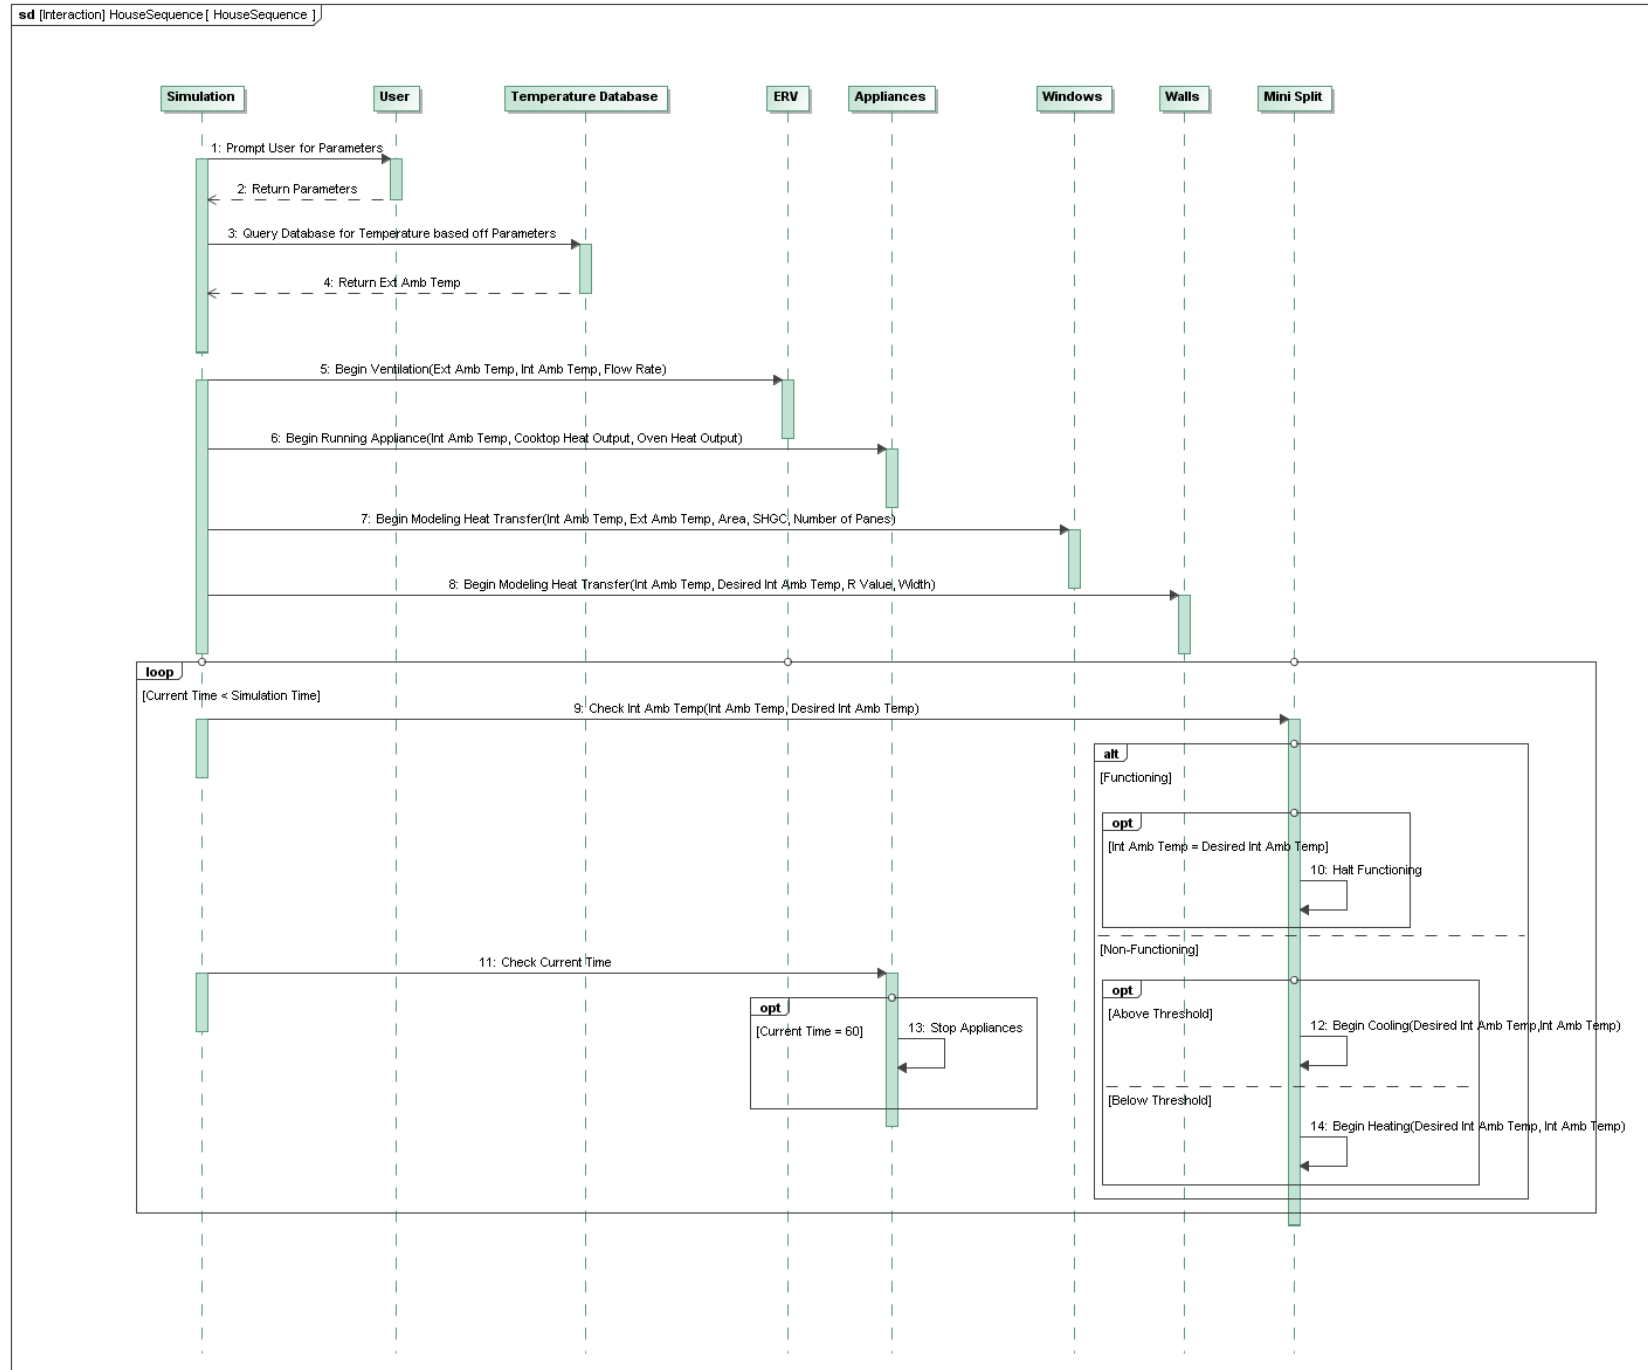 sd [Interaction] HouseSequence [ HouseSequence ]
Simulation
User
Temperature Database
ERV
Appliances
Windows
Walls
Mini Split
1: Prompt User for Parameters
2: Return Parameters
3: Query Database for Temperature based off Parameters
4: Return Ext Amb Temp
5: Begin Ventilation(Ext Amb Temp, Int Amb Temp, Flow Rate)
6: Begin Running Appliance(Int Amb Temp, Cooktop Heat Output, Oven Heat Output)
7: Begin Modeling Heat Transfer(Int Amb Temp, Ext Amb Temp, Area, SHGC, Number of Panes)
8: Begin Modeling Heat Transfer(Int Amb Temp, Desired Int Amb Temp, R Value, Width)
loop
[Current Time < Simulation Time]
9: Check Int Amb Temp(Int Amb Temp, Desired Int Amb Temp)
alt
[Functioning]
opt
[Int Amb Temp = Desired Int Amb Temp]
10: Halt Functioning
[Non-Functioning]
11: Check Current Time
opt
[Above Threshold]
opt
[Current Time = 60]
13: Stop Appliances
12: Begin Cooling(Desired Int Amb Temp,Int Amb Temp)
[Below Threshold]
14: Begin Heating(Desired Int Amb Temp, Int Amb Temp)